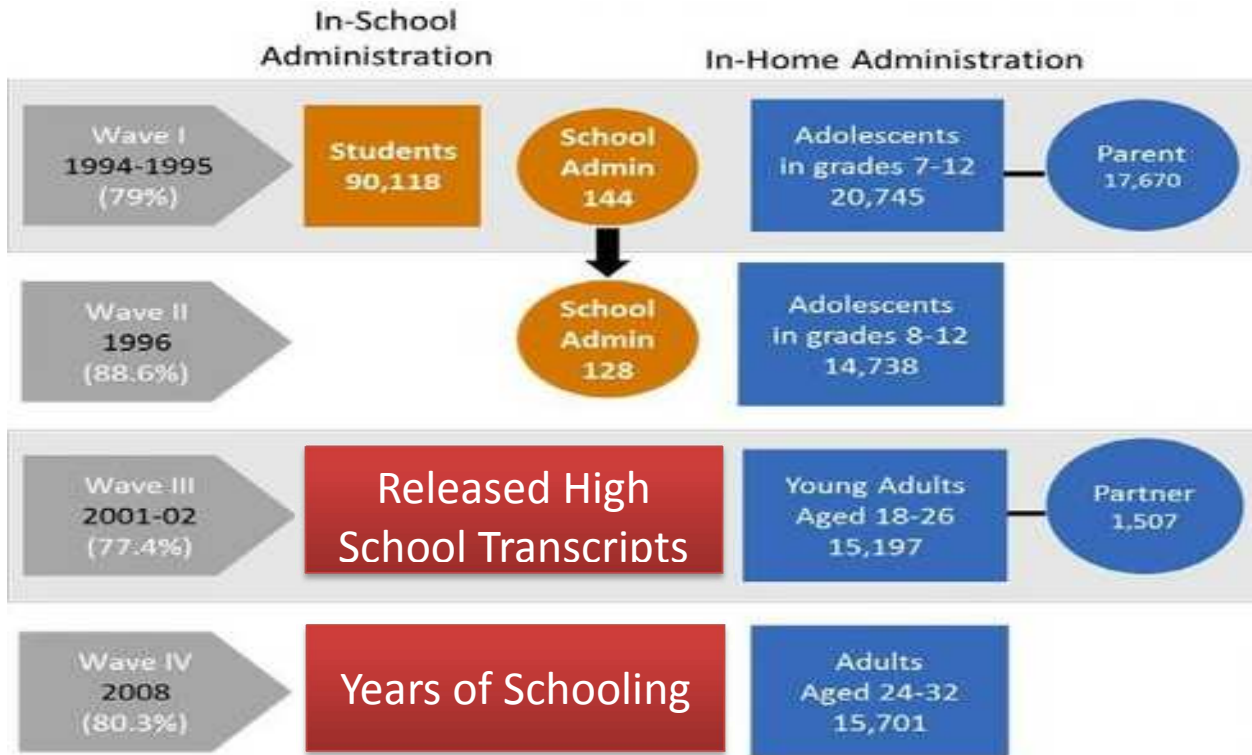 In-School
Administration
In-Home Administration
Wave I
1994-1995
(79%)
Students
90,118
School
Admin
144
Adolescents
in grades 7-12
20,745
Parent
17,670
Wave II
1996
(88.6%)
School
Admin
128
Adolescents
in grades 8-12
14,738
Wave III
2001-02
(77.4%)
Released High
School Transcripts
Young Adults
Aged 18-26
15,197
Partner
1,507
Wave IV
2008
(80.3%)
Years of Schooling
Adults
Aged 24-32
15,701